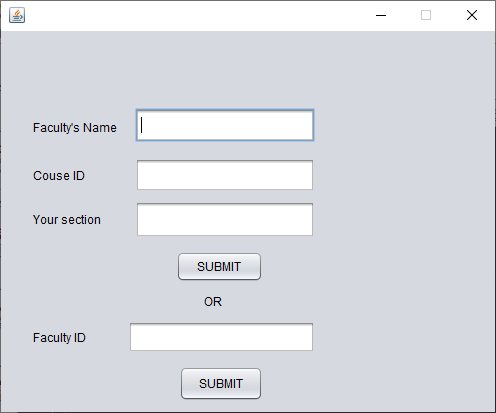 Faculty's Name
Couse ID
Your section
SUBMIT
OR
Faculty ID
SUBMIT